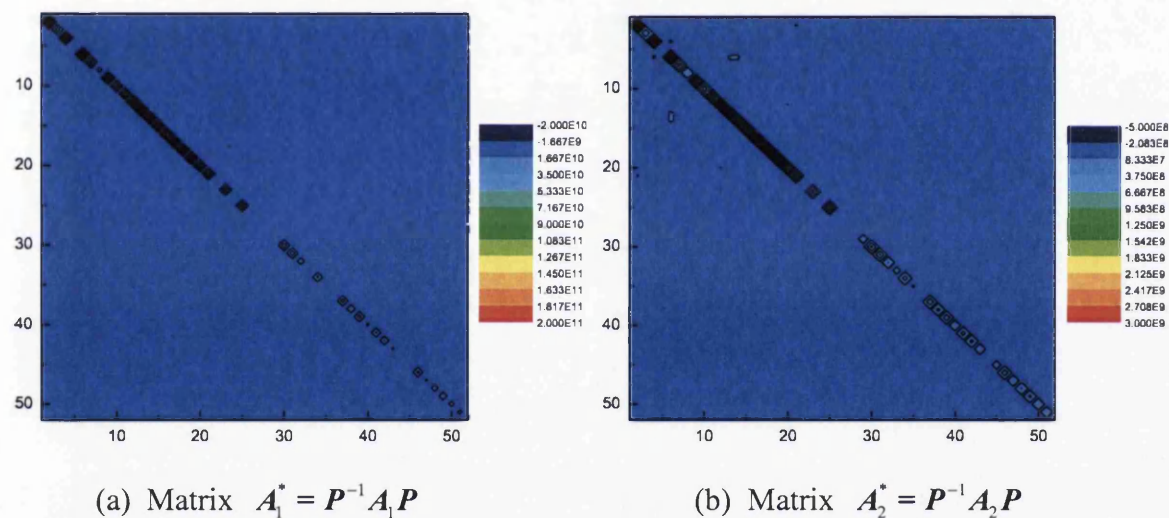 10
20
30
40
50
10
20
30
40
50
-2.000E10
-1.667E9
1.667E10
3.500E10
5.333E10
7.167E10
9.000E10
1.083E11
1.267E11
1.450E11
1.633E11
1.817E11
2.000E11
10
20
30
40
50
10
20
30
40
50
-5.000E8
-2.083E8
8.333E7
3.750E8
6.667E8
9.583E8
1.250E9
1.542E9
1.833E9
2.125E9
2.417E9
2.708E9
3.000E9
(a) Matrix A₁* = P⁻¹A₁P
(b) Matrix A₂* = P⁻¹A₂P